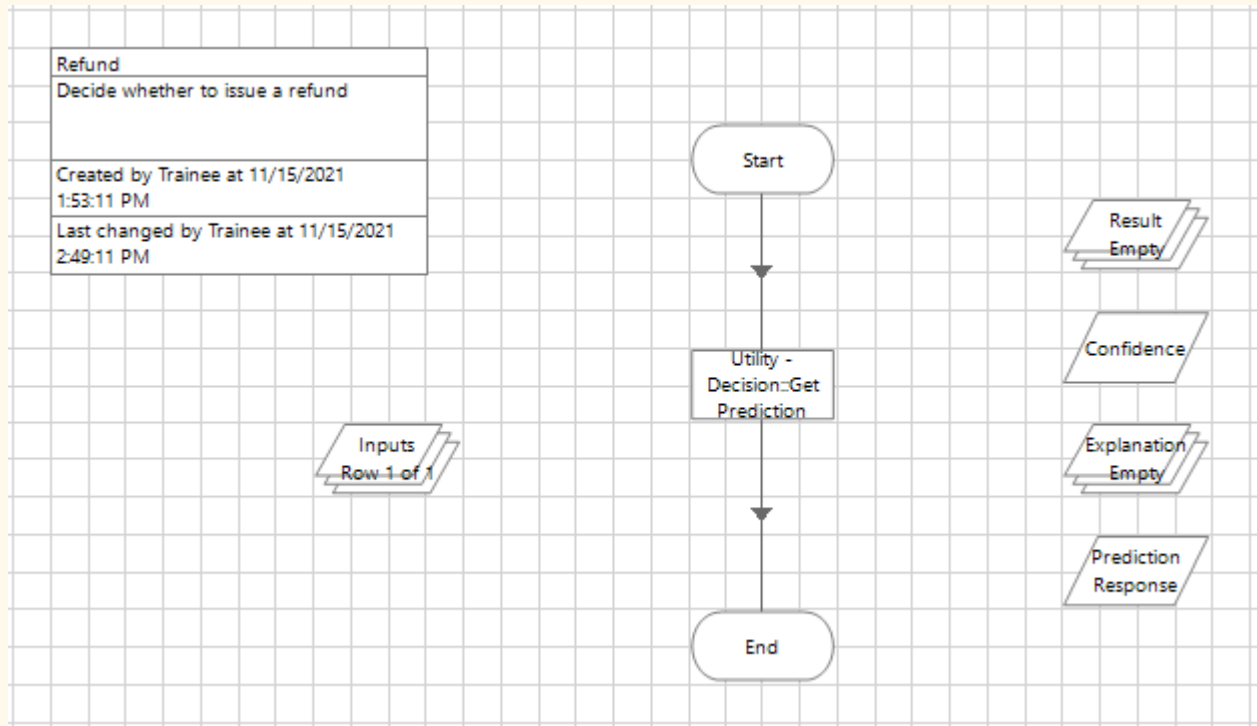 Refund
Decide whether to issue a refund
Created by Trainee at 11/15/2021
1:53:11 PM
Last changed by Trainee at 11/15/2021
2:49:11 PM
Start
Utility -
Decision::Get
Prediction
End
Inputs
Row 1 of 1
Result
Empty
Confidence
Explanation
Empty
Prediction
Response